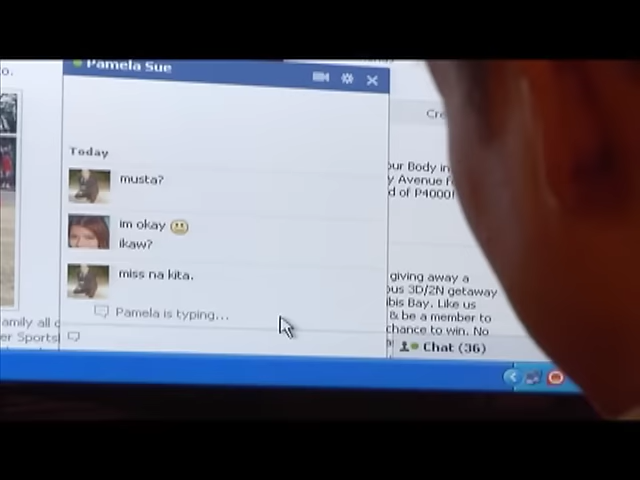 o.
Pamela Sue
Today
musta?
im okay
ikaw?
miss na kita.
Pamela is typing...
amily all
er Sports
Cre
our Body in
y Avenue f
d of P4000!
giving away a
us 3D/2N getaway
bis Bay. Like us
& be a member to
chance to win. No
Chat (36)